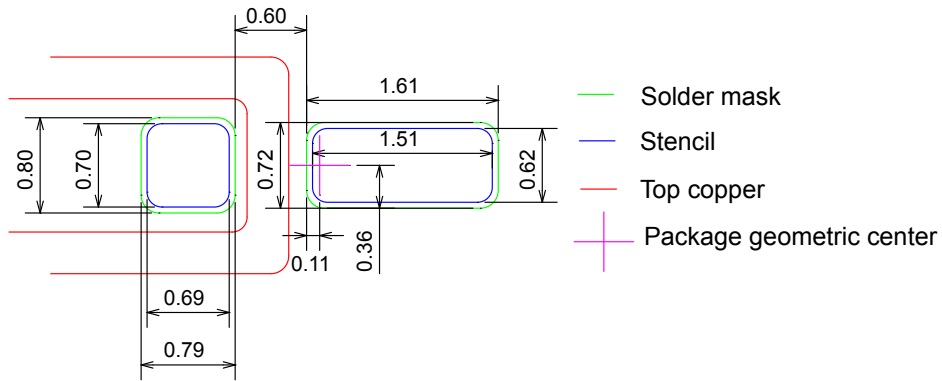 0.60
1.61
1.51
0.80
0.70
0.72
0.62
0.36
0.11
0.69
0.79
Solder mask
Stencil
Top copper
Package geometric center